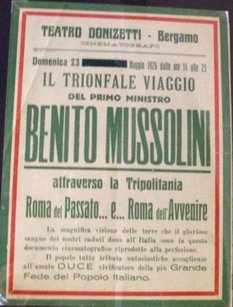 TEATRO DONIZETTI - Bergamo
CINEMATOGRAFO
Domenica 23 Maggio 1926 dalle ore 14 alle 23
IL TRIONFALE VIAGGIO
DEL PRIMO MINISTRO
BENITO MUSSOLINI
attraverso la Tripolitania
Roma del Passato... e... Roma dell'Avvenire
La magnifica visione delle terre che il glorioso
sangue dei nostri caduti donò all'Italia sono in questo
documento cinematografico riprodotte alla perfezione.
Il popolo tutto tributa entusiastiche accoglienze
all'amato DUCE vivificatore della più Grande
Fede del Popolo Italiano.